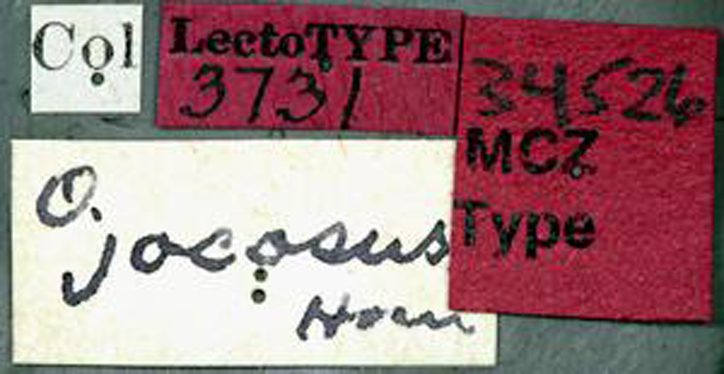 Col
LectoTYPE
3731
34526
MCZ
Type
O.
jocosus
Horn